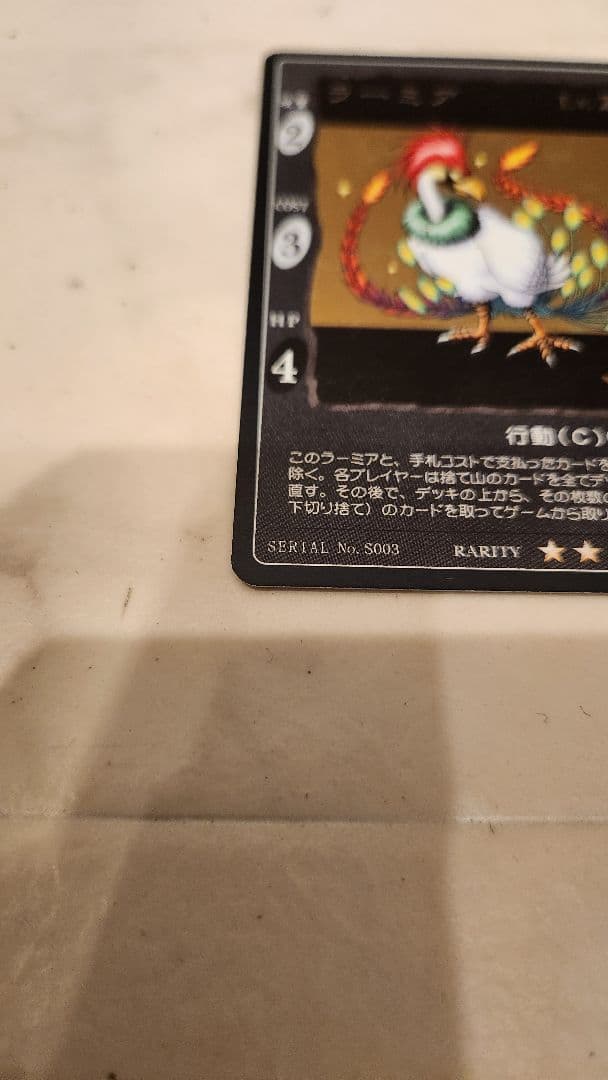 ラーミア Lv.
2
COST
3
HP
4
行動(C)
このラーミアと、手札コストで支払ったカードを
除く。各プレイヤーは捨て山のカードを全てデ
直す。その後で、デッキの上から、その枚数の
下切り捨て）のカードを取ってゲームから取り
SERIAL No. S003 RARITY ★★